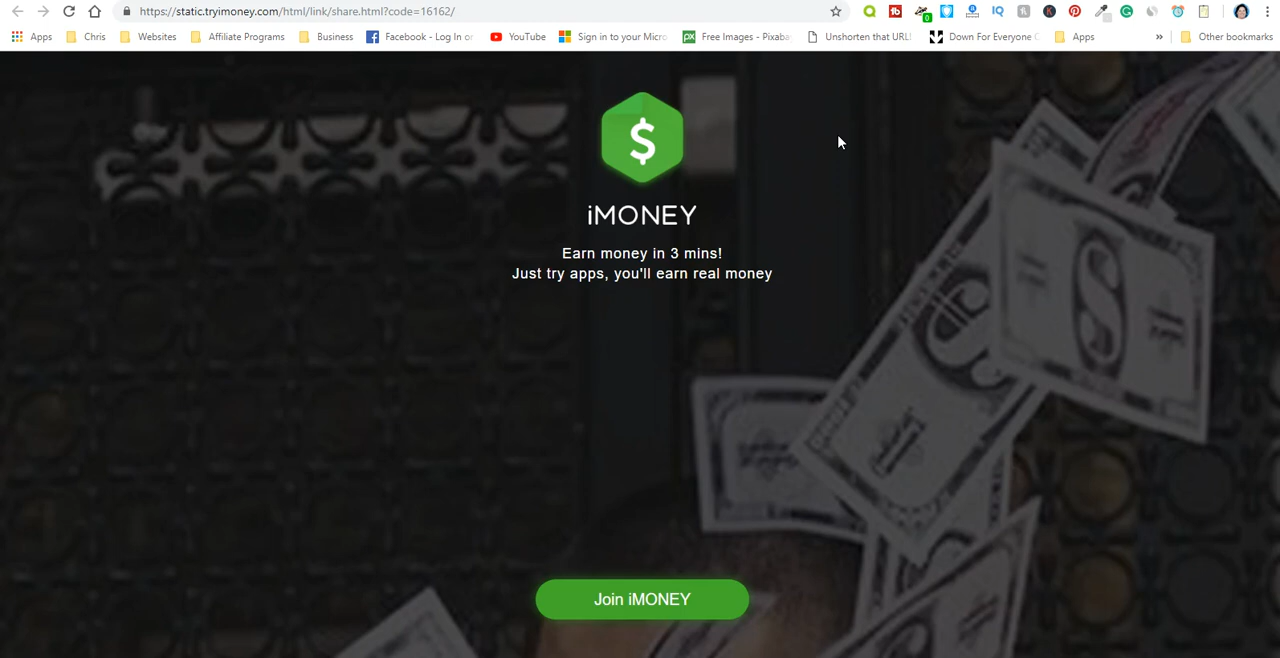 https://static.tryimoney.com/html/link/share.html?code=16162/
Apps Chris Websites Affiliate Programs Business Facebook - Log In or YouTube Sign in to your Micro Free Images - Pixaba Unshorten that URL! Down For Everyone Apps » Other bookmarks
$
iMONEY
Earn money in 3 mins!
Just try apps, you'll earn real money
Join iMONEY